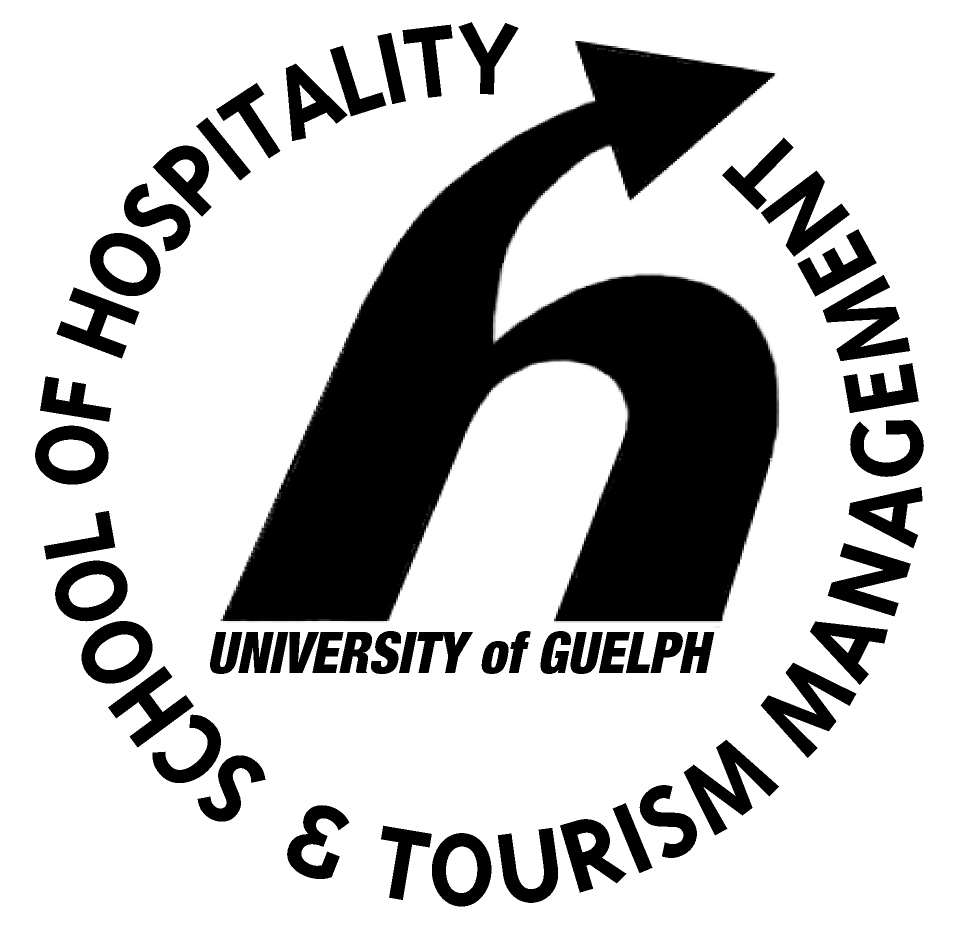 SCHOOL OF HOSPITALITY
& TOURISM MANAGEMENT
h
UNIVERSITY of GUELPH